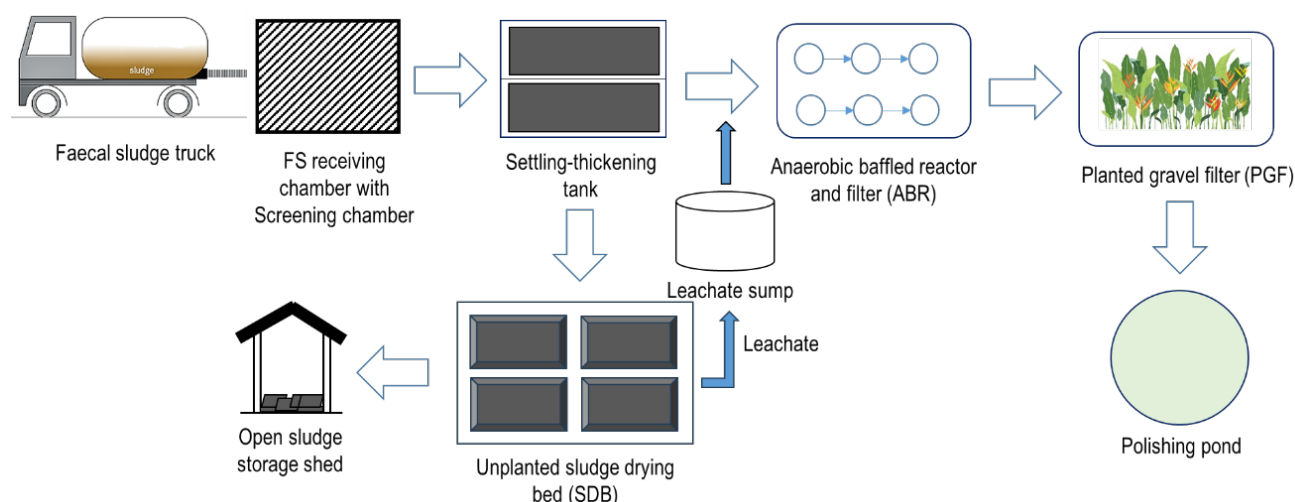 sludge
Faecal sludge truck
FS receiving
chamber with
Screening chamber
Settling-thickening
tank
Anaerobic baffled reactor
and filter (ABR)
Planted gravel filter (PGF)
Leachate sump
Leachate
Open sludge
storage shed
Unplanted sludge drying
bed (SDB)
Polishing pond